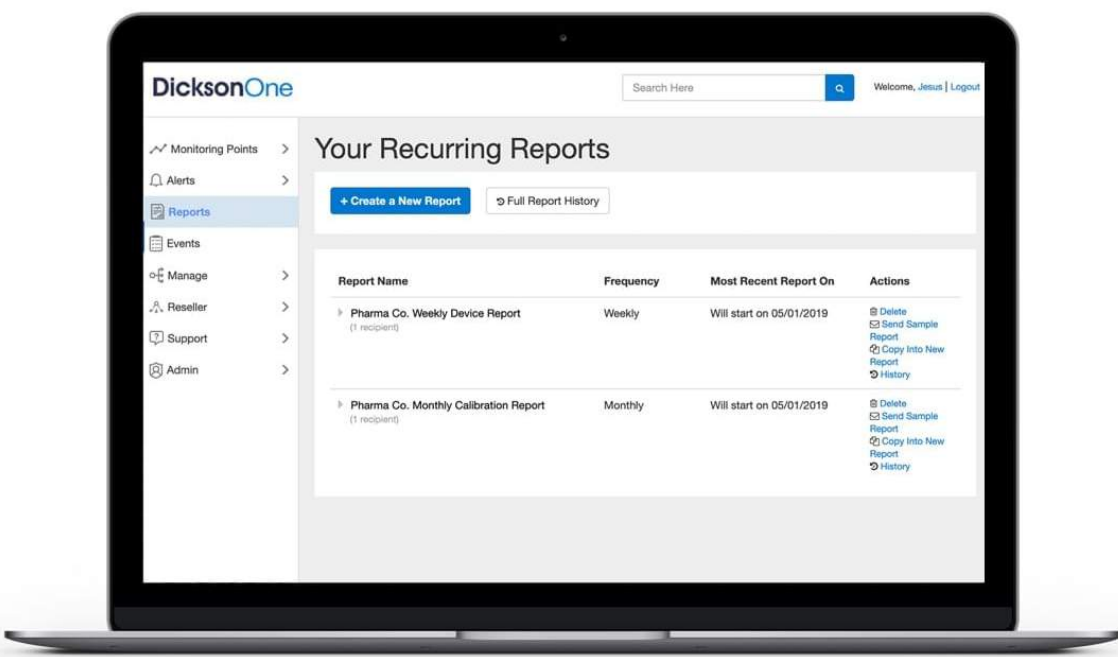 DicksonOne
Search Here
Welcome, Jesus | Logout
Monitoring Points
Alerts
Reports
Events
Manage
Reseller
Support
Admin
Your Recurring Reports
+ Create a New Report
Full Report History
Report Name Frequency Most Recent Report On Actions
Pharma Co. Weekly Device Report Weekly Will start on 05/01/2019
(1 recipient)
Delete
Send Sample
Report
Copy Into New
Report
History
Pharma Co. Monthly Calibration Report Monthly Will start on 05/01/2019
(1 recipient)
Delete
Send Sample
Report
Copy Into New
Report
History